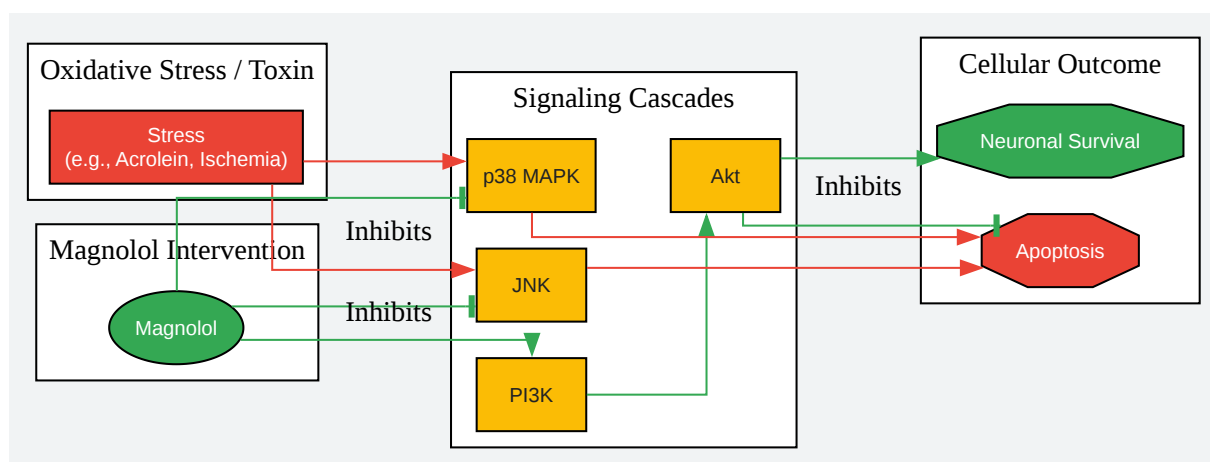 Oxidative Stress / Toxin
Stress
(e.g., Acrolein, Ischemia)
Magnolol Intervention
Magnolol
Inhibits
Inhibits
Signaling Cascades
p38 MAPK
Akt
JNK
PI3K
Inhibits
Cellular Outcome
Neuronal Survival
Apoptosis